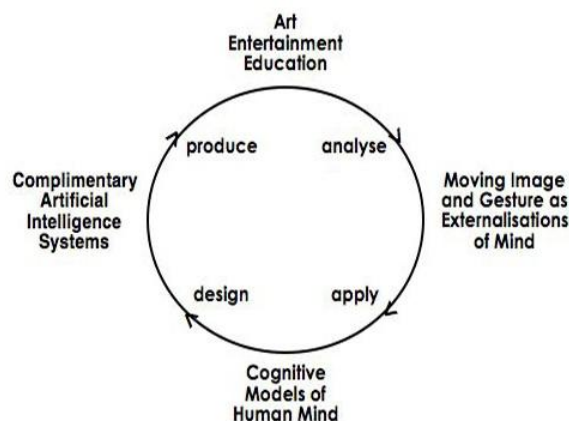 Art
Entertainment
Education
produce
analyse
Complimentary
Artificial
Intelligence
Systems
Moving Image
and Gesture as
Externalisations
of Mind
design
apply
Cognitive
Models of
Human Mind